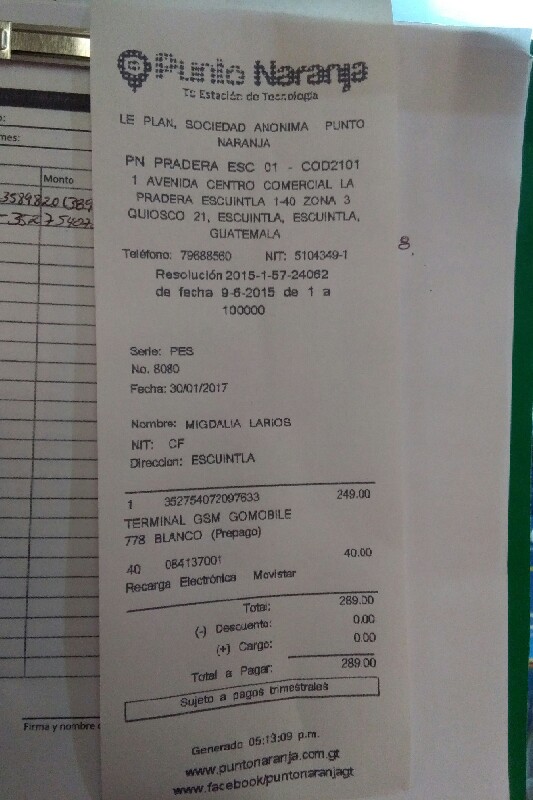 Punto Naranja
Tu Estación de Tecnología
LE PLAN, SOCIEDAD ANONIMA PUNTO
NARANJA
PN PRADERA ESC 01 - COD2101
1 AVENIDA CENTRO COMERCIAL LA
PRADERA ESCUINTLA 1-40 ZONA 3
QUIOSCO 21, ESCUINTLA, ESCUINTLA,
GUATEMALA
Teléfono: 79688560 NIT: 5104349-1
Resolución 2015-1-57-24062
de fecha 9-6-2015 de 1 a
100000
Serie: PES
No. 8080
Fecha: 30/01/2017
Nombre: MIGDALIA LARIOS
NIT: CF
Direccion: ESCUINTLA
1 352754072097633 249.00
TERMINAL GSM GOMOBILE
778 BLANCO (Prepago)
40 084137001 40.00
Recarga Electrónica Movistar
Total: 289.00
(-) Descuento: 0.00
(+) Cargo: 0.00
Total a Pagar: 289.00
Sujeto a pagos trimestrales
Generado 05:13:09 p.m.
www.puntonaranja.com.gt
www.facebook/puntonaranjagt
mes:
Monto
Firma y nombre
8.